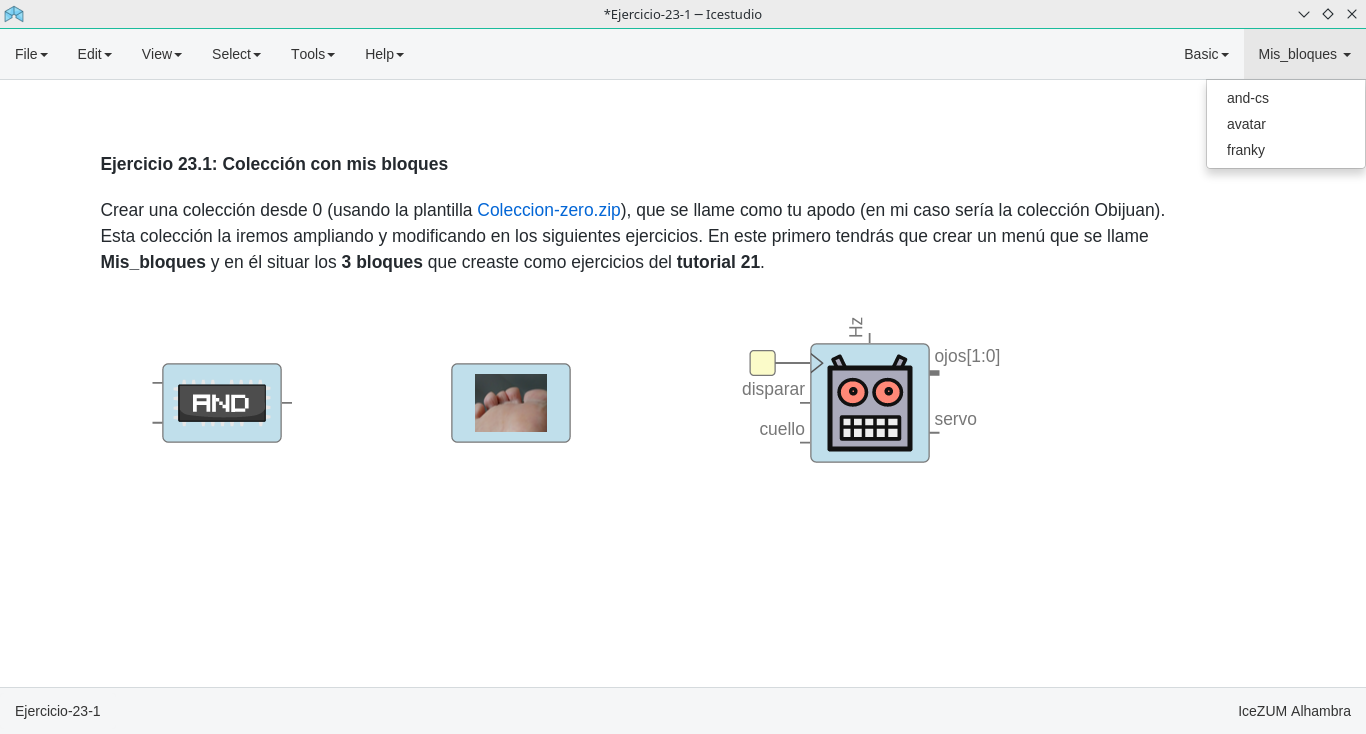 *Ejercicio-23-1 — Icestudio
File Edit View Select Tools Help Basic Mis_bloques
and-cs
avatar
franky
Ejercicio 23.1: Colección con mis bloques
Crear una colección desde 0 (usando la plantilla Coleccion-zero.zip), que se llame como tu apodo (en mi caso sería la colección Obijuan).
Esta colección la iremos ampliando y modificando en los siguientes ejercicios. En este primero tendrás que crear un menú que se llame
Mis_bloques y en él situar los 3 bloques que creaste como ejercicios del tutorial 21.
AND
Hz
disparar
cuello
ojos[1:0]
servo
Ejercicio-23-1 IceZUM Alhambra